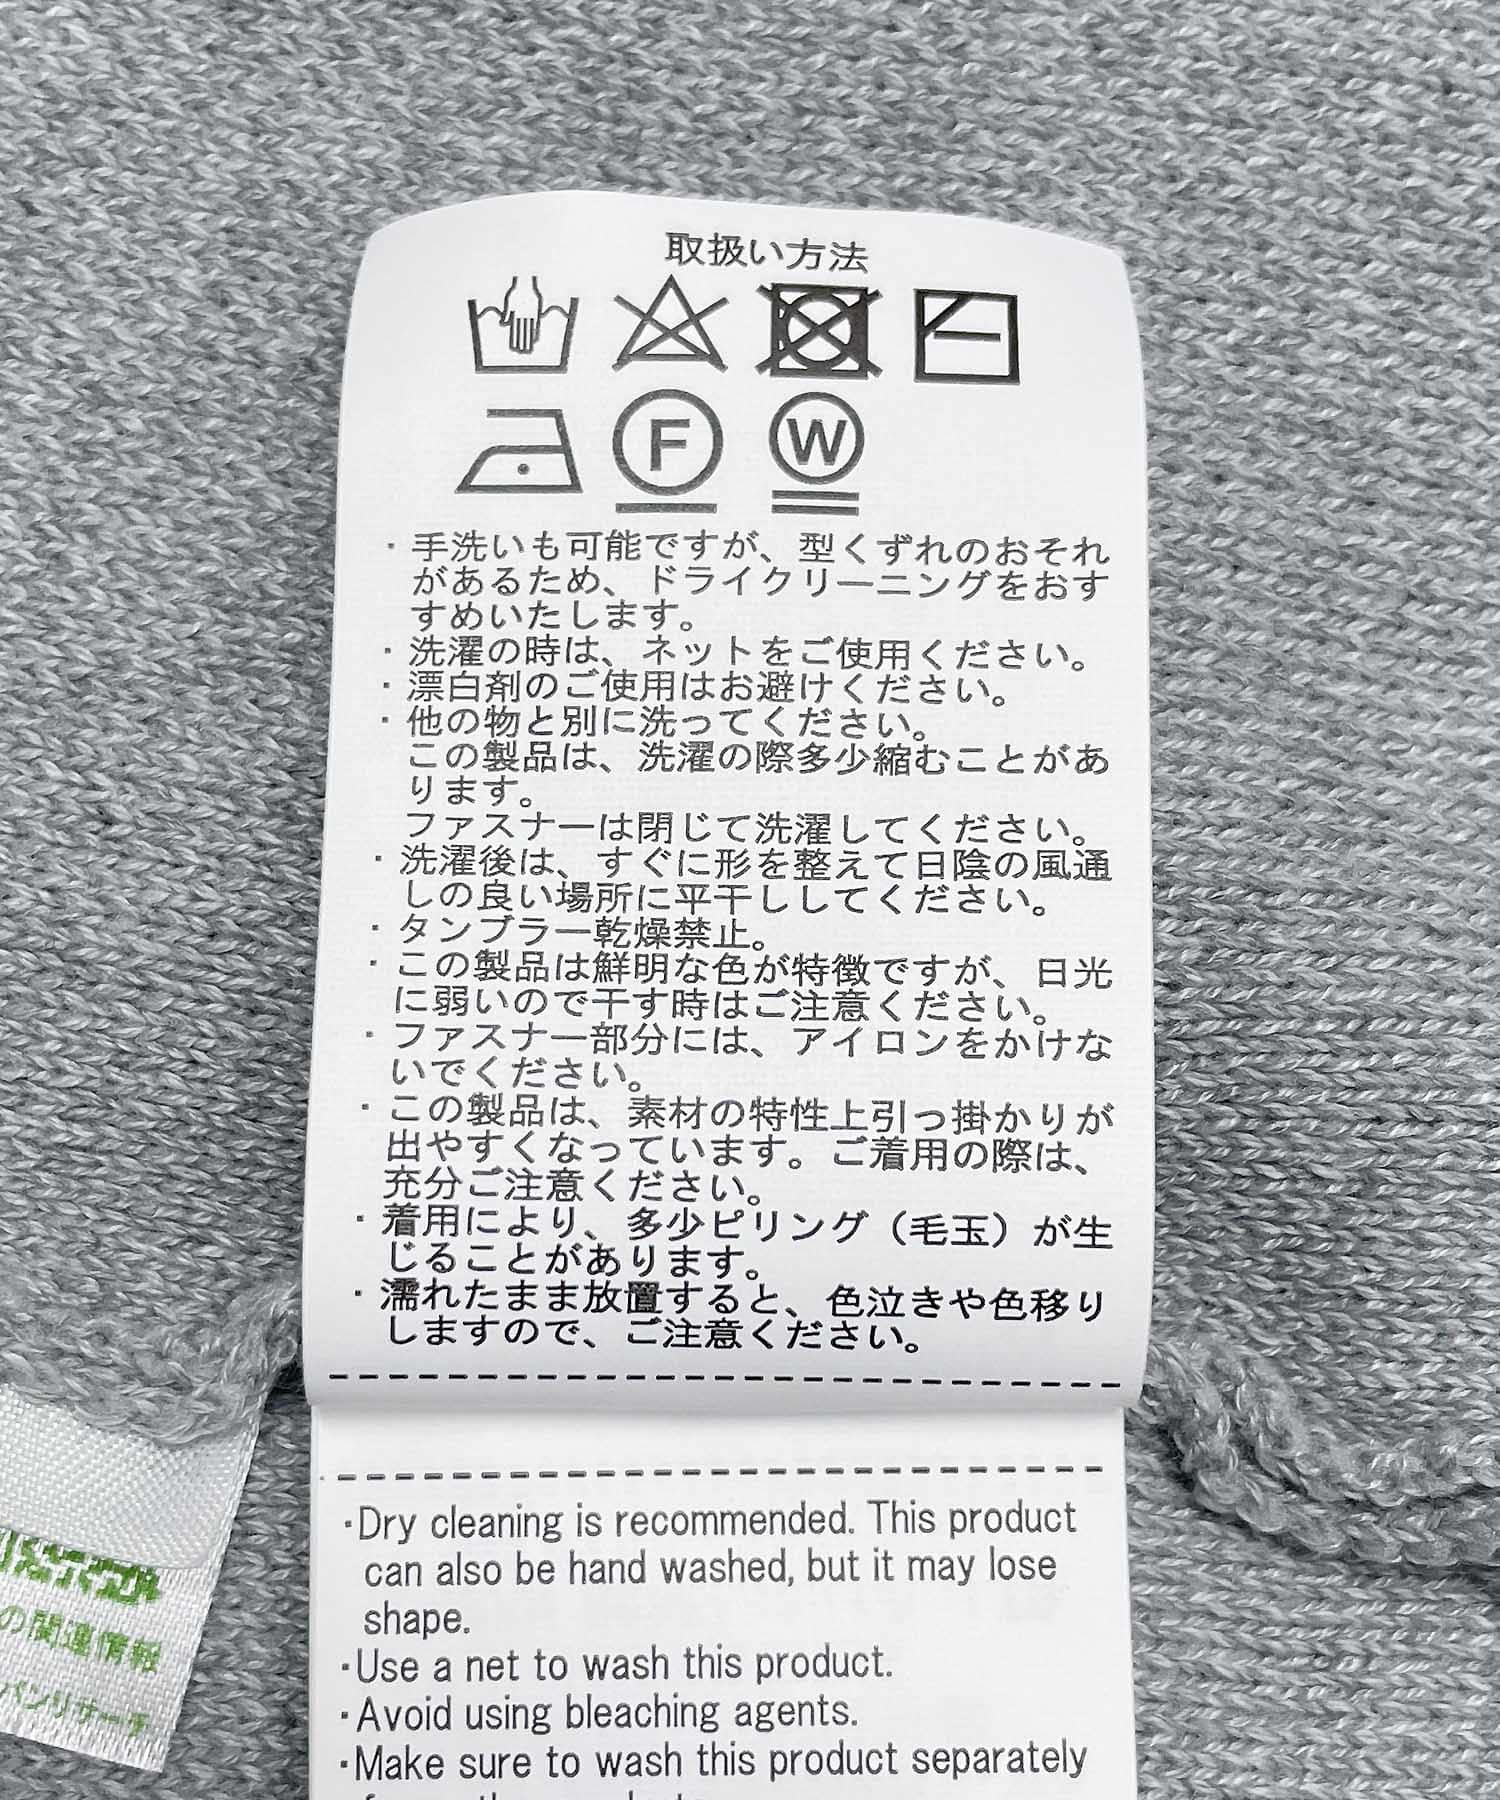 取扱い方法
F W
・手洗いも可能ですが、型くずれのおそれ
があるため、ドライクリーニングをおす
すめいたします。
・洗濯の時は、ネットをご使用ください。
・漂白剤のご使用はお避けください。
・他の物と別に洗ってください。
この製品は、洗濯の際多少縮むことがあ
ります。
ファスナーは閉じて洗濯してください。
・洗濯後は、すぐに形を整えて日陰の風通
しの良い場所に平干ししてください。
・タンブラー乾燥禁止。
・この製品は鮮明な色が特徴ですが、日光
に弱いので干す時はご注意ください。
・ファスナー部分には、アイロンをかけな
いでください。
・この製品は、素材の特性上引っ掛かりが
出やすくなっています。ご着用の際は、
充分ご注意ください。
・着用により、多少ピリング（毛玉）が生
じることがあります。
・濡れたまま放置すると、色泣きや色移り
しますので、ご注意ください。
・Dry cleaning is recommended. This product
can also be hand washed, but it may lose
shape.
・Use a net to wash this product.
・Avoid using bleaching agents.
・Make sure to wash this product separately
の関連情報
パンリサーチ